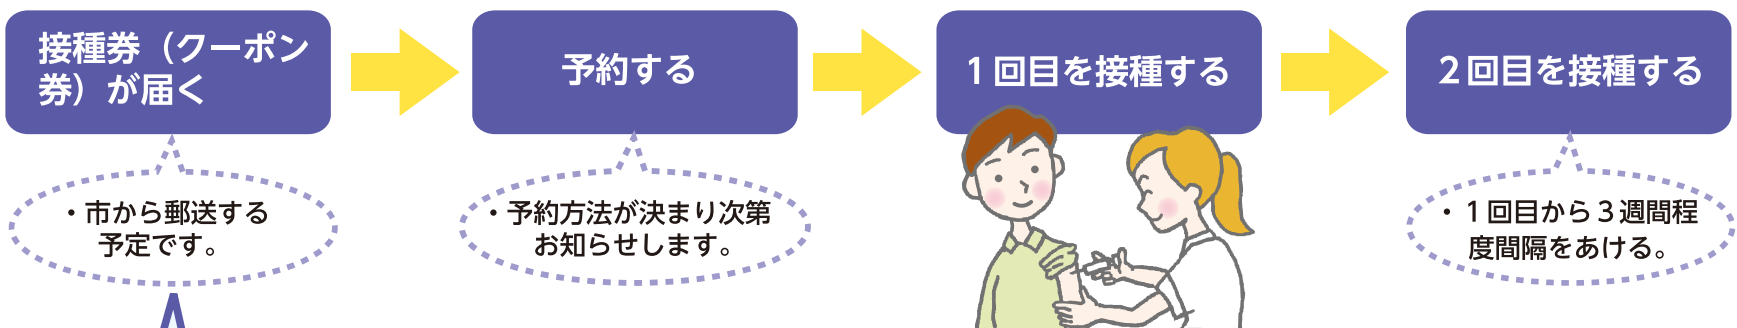 接種券（クーポン
券）が届く
予約する
１回目を接種する
２回目を接種する
・市から郵送する
予定です。
・予約方法が決まり次第
お知らせします。
・１回目から３週間程
度間隔をあける。